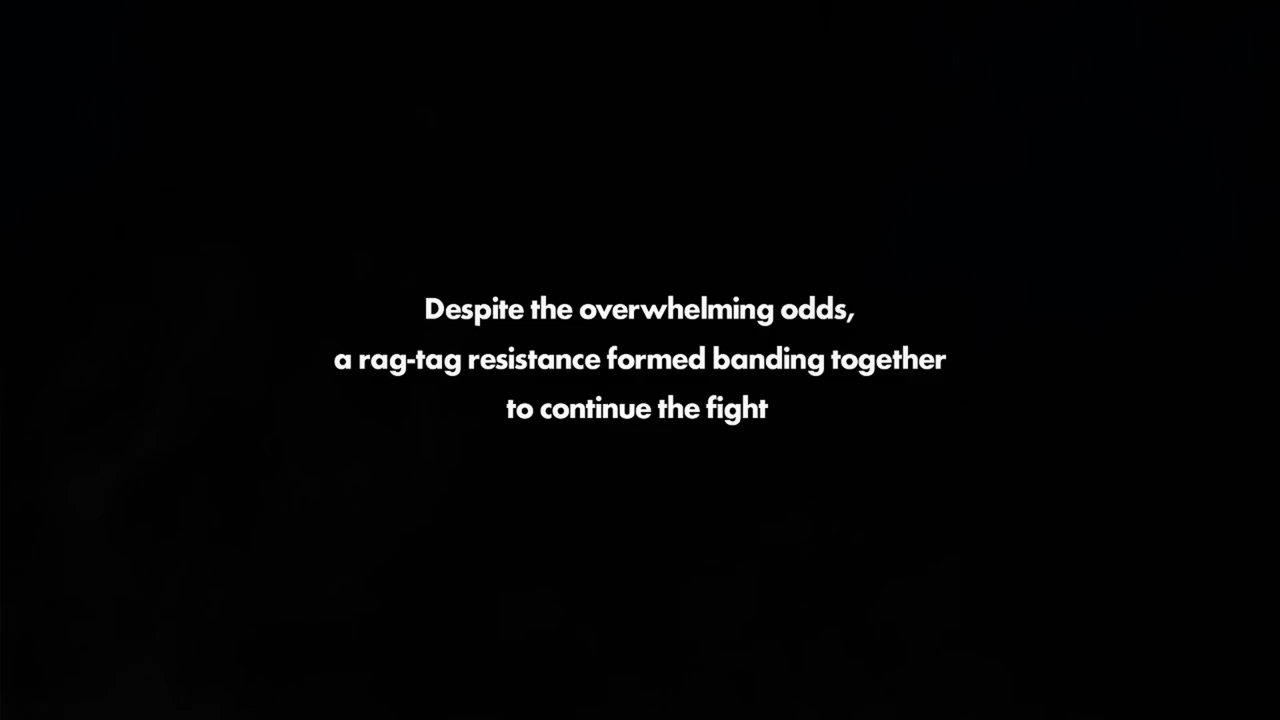 Despite the overwhelming odds,
a rag-tag resistance formed banding together
to continue the fight